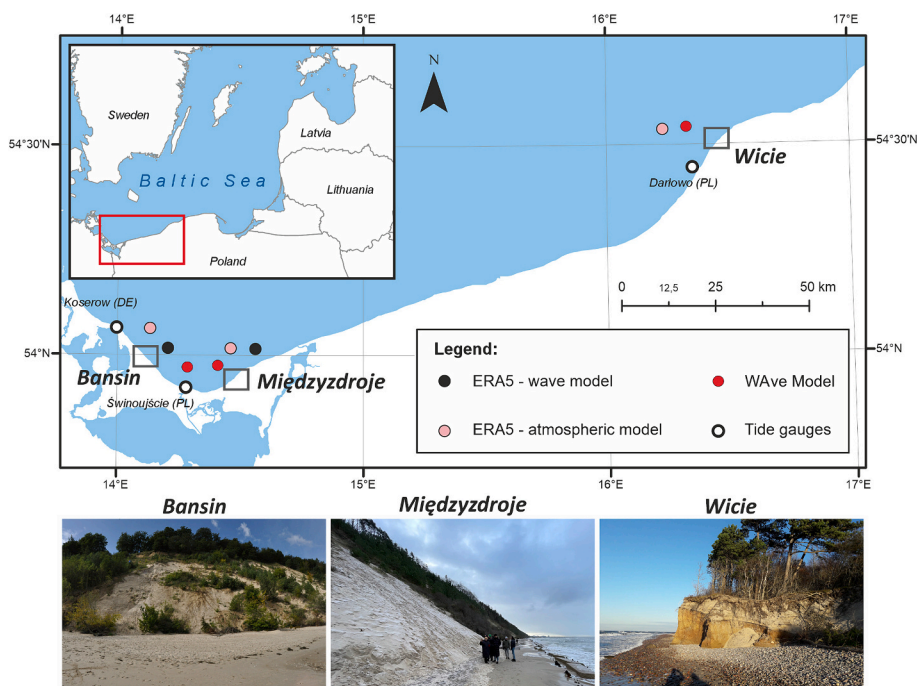 14°E
15°E
16°E
17°E
N
Sweden
Latvia
54°30'N
54°30'N
Wicie
Baltic Sea
Lithuania
Darłowo (PL)
Poland
0 12,5 25 50 km
Koserow (DE)
54°N
54°N
Legend:
Bansin
Międzyzdroje
ERA5 - wave model
WAve Model
Świnoujście (PL)
ERA5 - atmospheric model
Tide gauges
14°E
15°E
16°E
17°E
Bansin
Międzyzdroje
Wicie